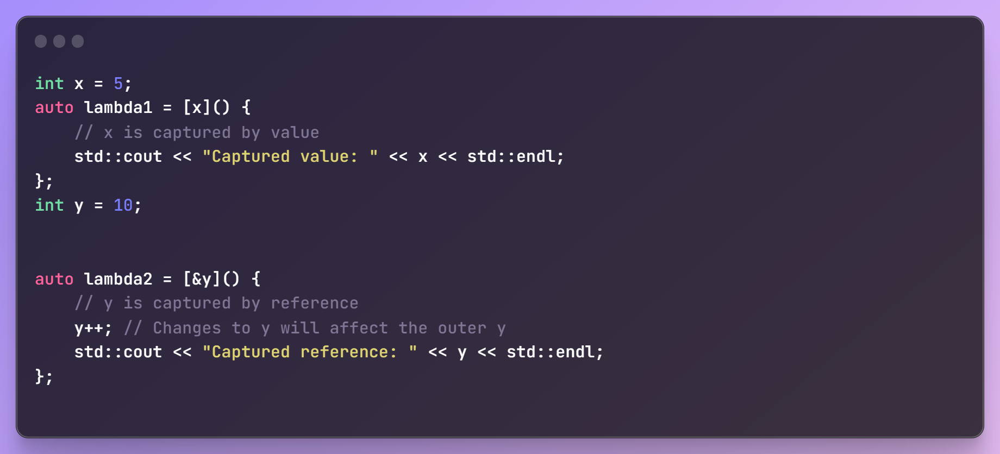 int x = 5;
auto lambda1 = [x]() {
    // x is captured by value
    std::cout << "Captured value: " << x << std::endl;
};
int y = 10;
auto lambda2 = [&y]() {
    // y is captured by reference
    y++; // Changes to y will affect the outer y
    std::cout << "Captured reference: " << y << std::endl;
};